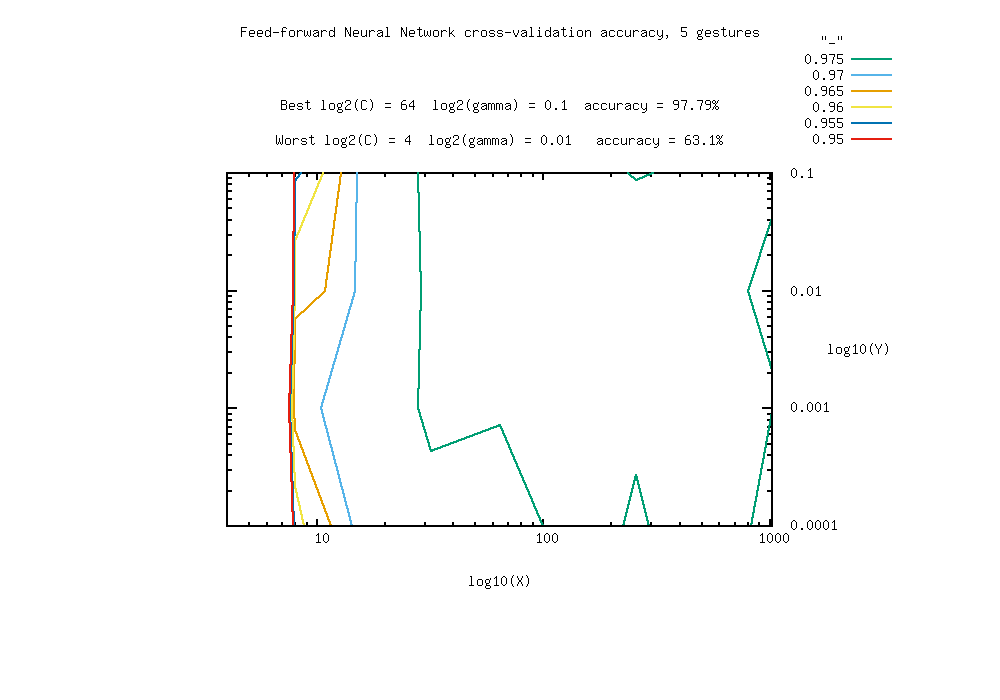 Feed-forward Neural Network cross-validation accuracy, 5 gestures
"_"
0.975
0.97
0.965
0.96
0.955
0.95
Best log2(C) = 64  log2(gamma) = 0.1  accuracy = 97.79%
Worst log2(C) = 4  log2(gamma) = 0.01   accuracy = 63.1%
0.1
0.01
log10(Y)
0.001
0.0001
10
100
1000
log10(X)